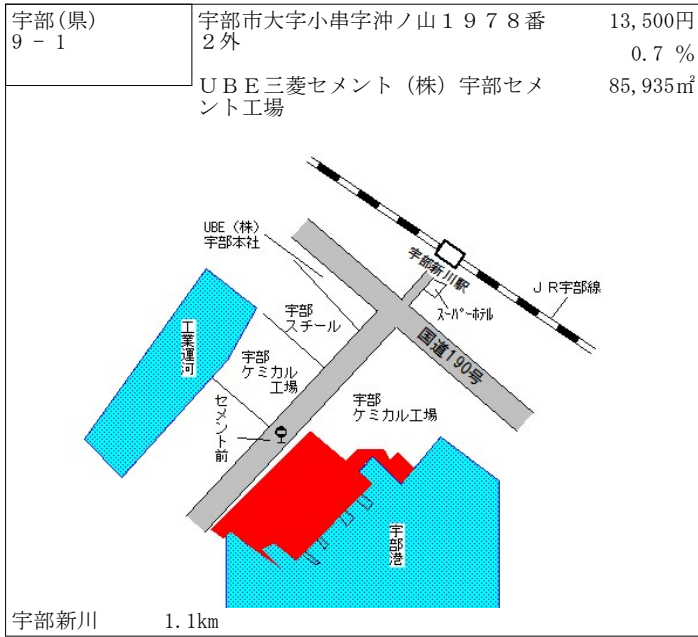 宇部(県)
9 - 1
宇部市大字小串字沖ノ山1978番
2外
13,500円
0.7 %
UBE三菱セメント(株)宇部セメ
ント工場
85,935㎡
UBE(株)
宇部本社
宇部新川駅
JR宇部線
スーパーホテル
宇部
スチール
国道190号
工業運河
宇部
ケミカル
工場
宇部
ケミカル工場
セメント前
宇部港
宇部新川 1.1km